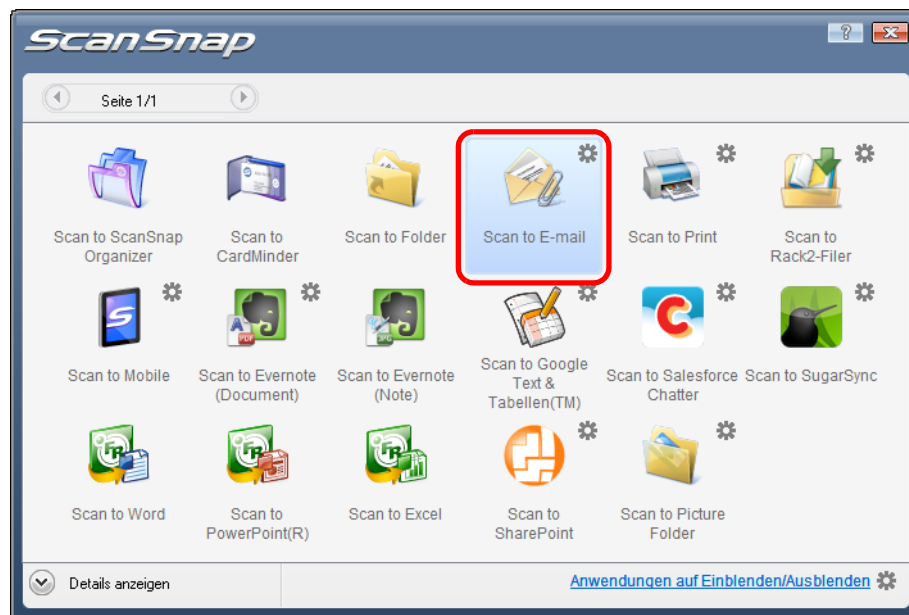 ScanSnap
Seite 1/1
Scan to ScanSnap
Organizer
Scan to
CardMinder
Scan to Folder
Scan to E-mail
Scan to Print
Scan to
Rack2-Filer
Scan to Mobile
Scan to Evernote
(Document)
Scan to Evernote
(Note)
Scan to Google
Text &
Tabellen(TM)
Scan to Salesforce
Chatter
Scan to SugarSync
Scan to Word
Scan to
PowerPoint(R)
Scan to Excel
Scan to
SharePoint
Scan to Picture
Folder
Details anzeigen
Anwendungen auf Einblenden/Ausblenden